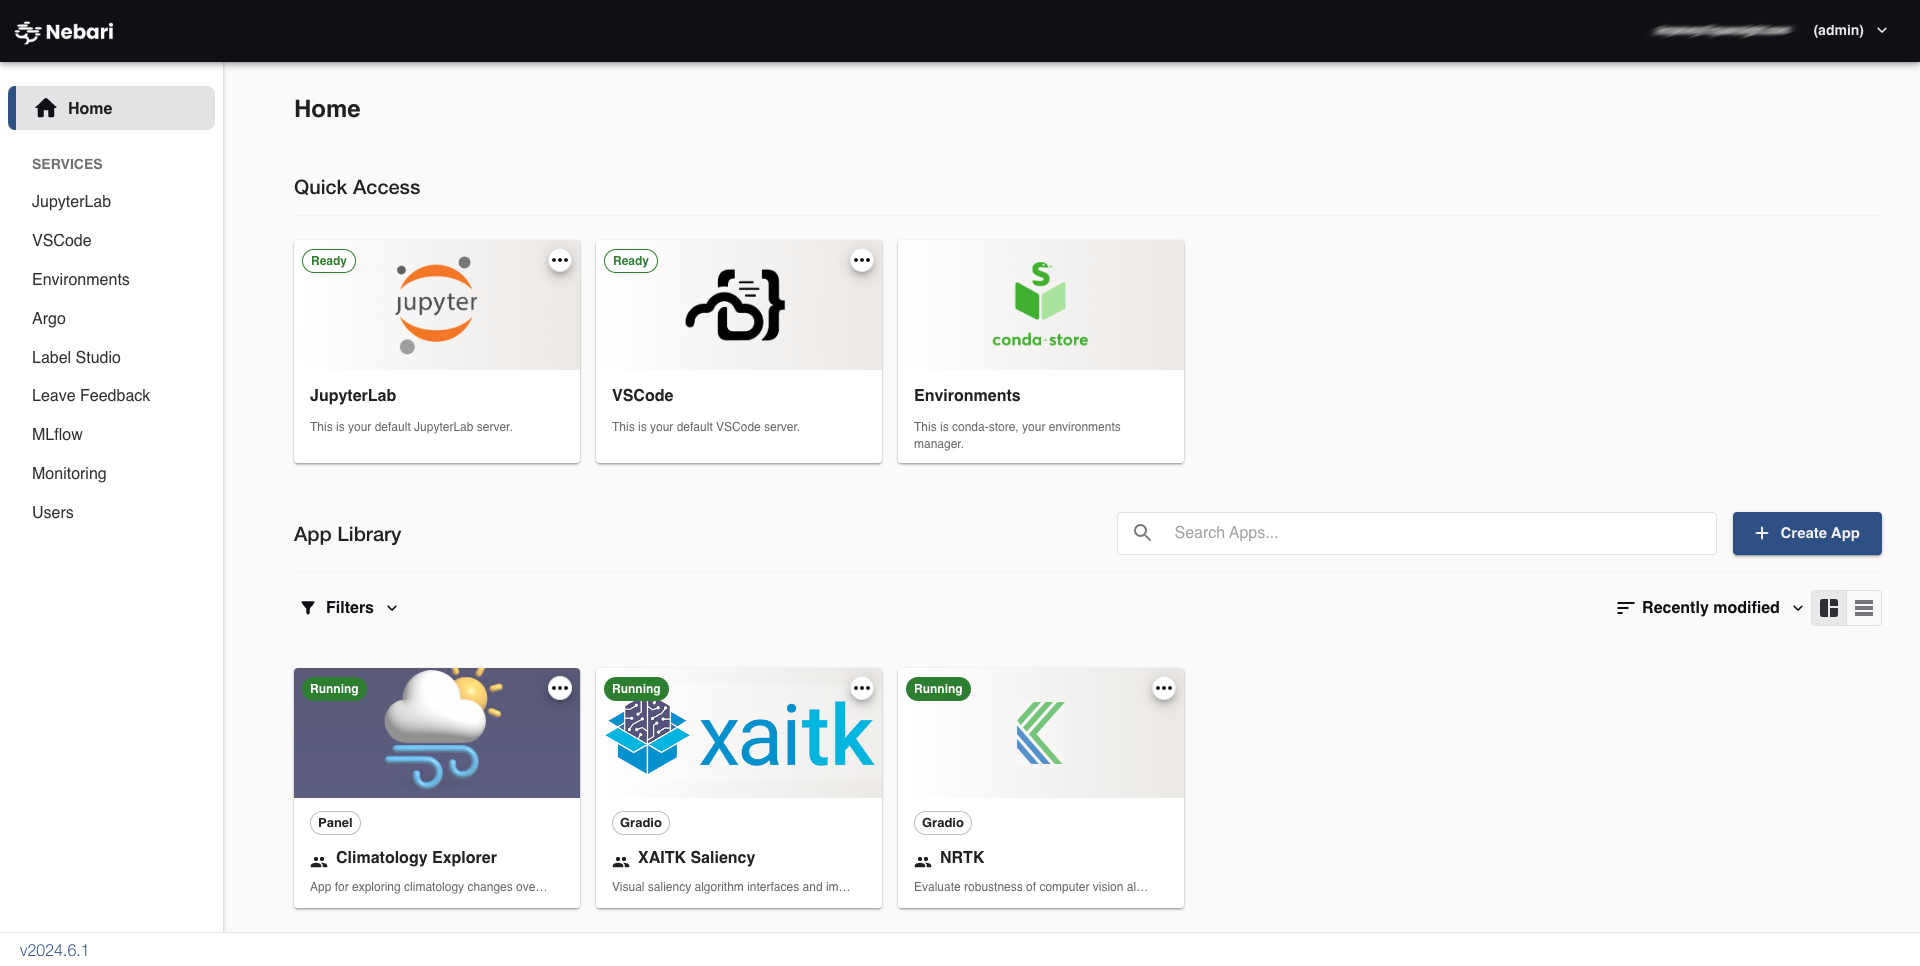 Nebari
(admin)
Home
SERVICES
JupyterLab
VSCode
Environments
Argo
Label Studio
Leave Feedback
MLflow
Monitoring
Users
Home
Quick Access
Ready
jupyter
JupyterLab
This is your default JupyterLab server.
Ready
VSCode
This is your default VSCode server.
conda-store
Environments
This is conda-store, your environments
manager.
App Library
Search Apps...
Create App
Filters
Recently modified
Running
Panel
Climatology Explorer
App for exploring climatology changes ove...
Running
xaitk
Gradio
XAITK Saliency
Visual saliency algorithm interfaces and im...
Running
Gradio
NRTK
Evaluate robustness of computer vision al...
v2024.6.1